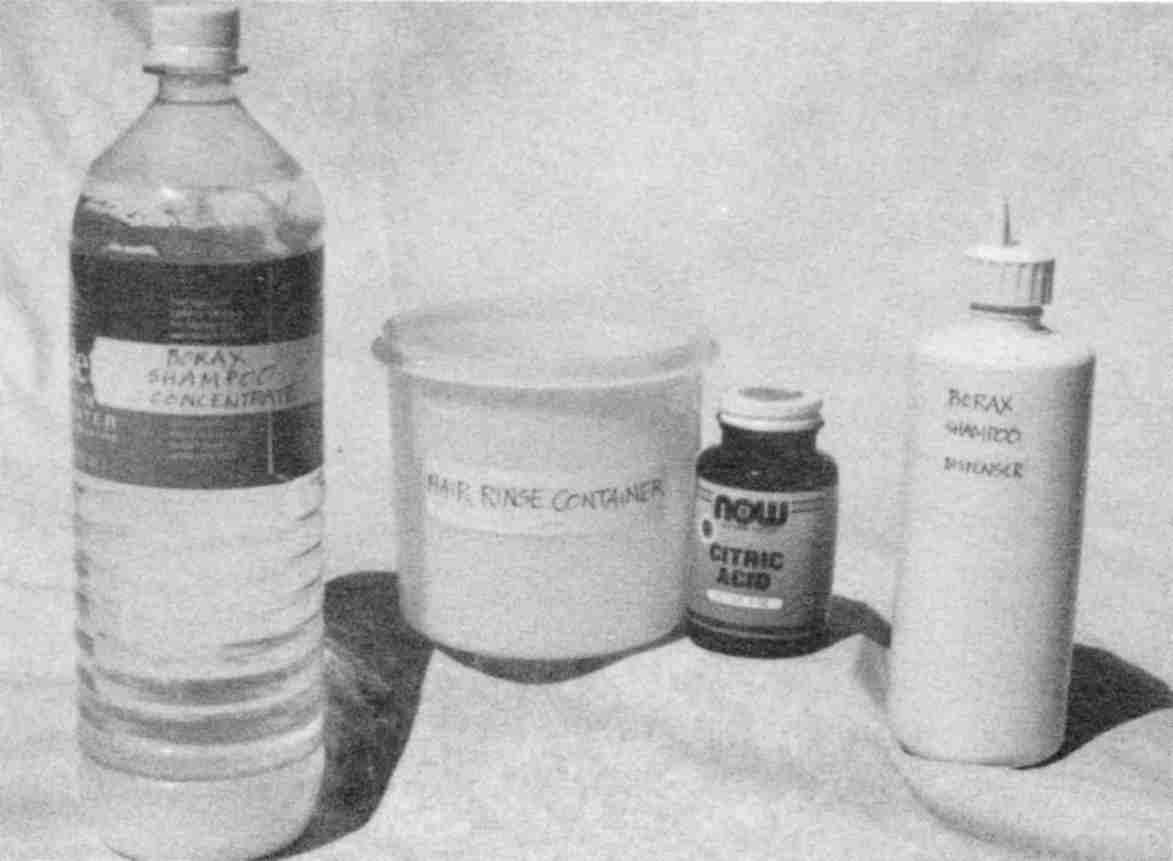 BORAX
SHAMPOO
CONCENTRATE
HAIR RINSE CONTAINER
NOW
CITRIC
ACID
BORAX
SHAMPOO
DISPENSER